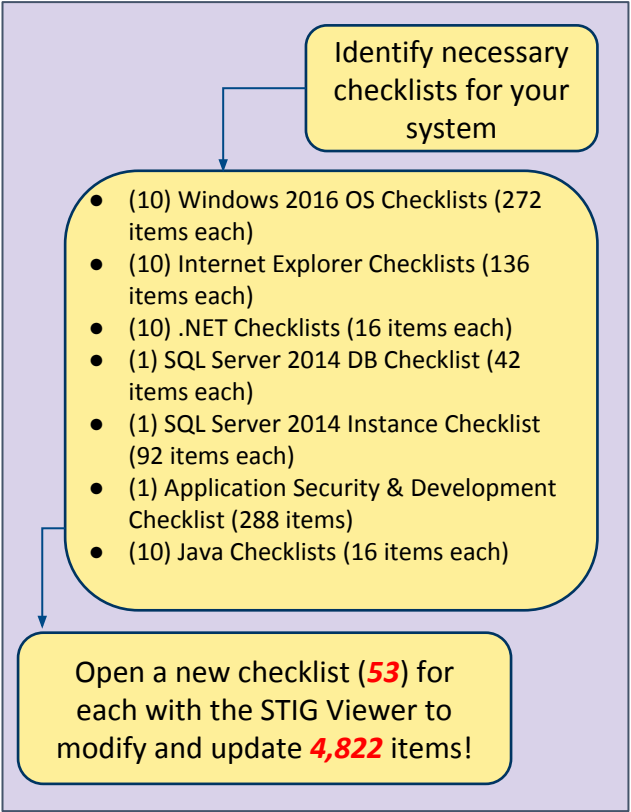 Identify necessary
checklists for your
system
● (10) Windows 2016 OS Checklists (272
items each)
● (10) Internet Explorer Checklists (136
items each)
● (10) .NET Checklists (16 items each)
● (1) SQL Server 2014 DB Checklist (42
items each)
● (1) SQL Server 2014 Instance Checklist
(92 items each)
● (1) Application Security & Development
Checklist (288 items)
● (10) Java Checklists (16 items each)
Open a new checklist (53) for
each with the STIG Viewer to
modify and update 4,822 items!